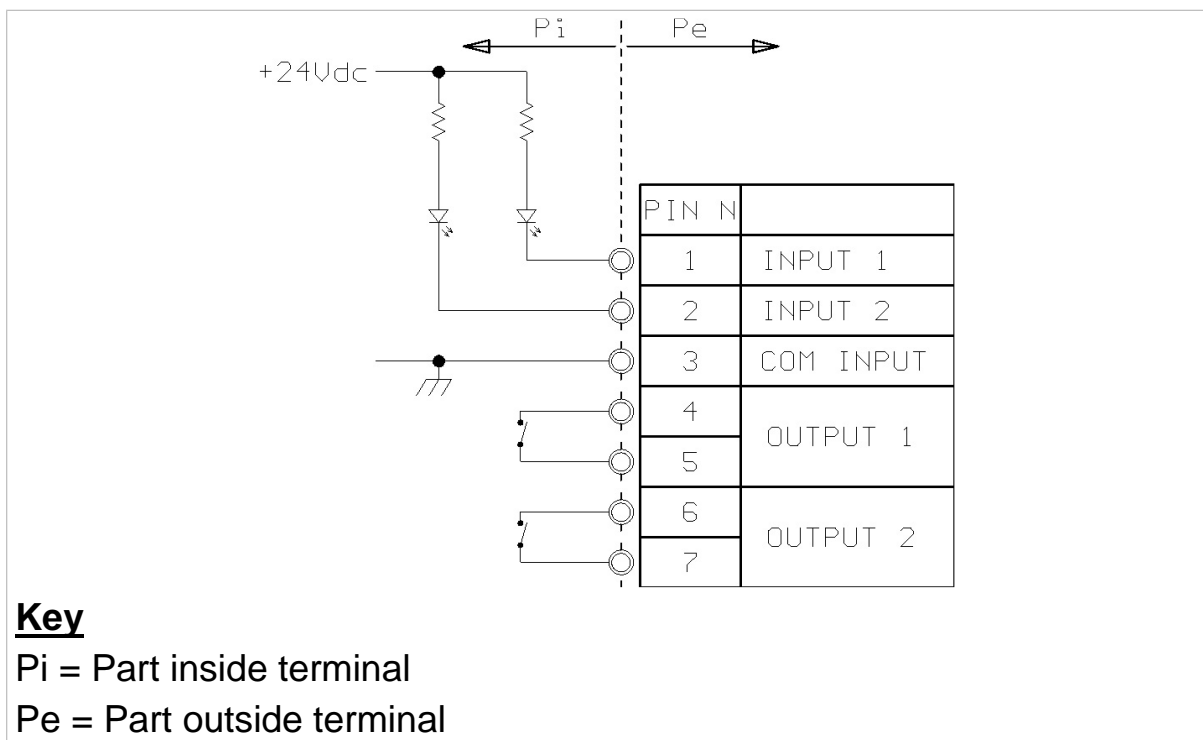 Pi Pe
+24Vdc
PIN N
1 INPUT 1
2 INPUT 2
3 COM INPUT
4
OUTPUT 1
5
6
OUTPUT 2
7
Key
Pi = Part inside terminal
Pe = Part outside terminal